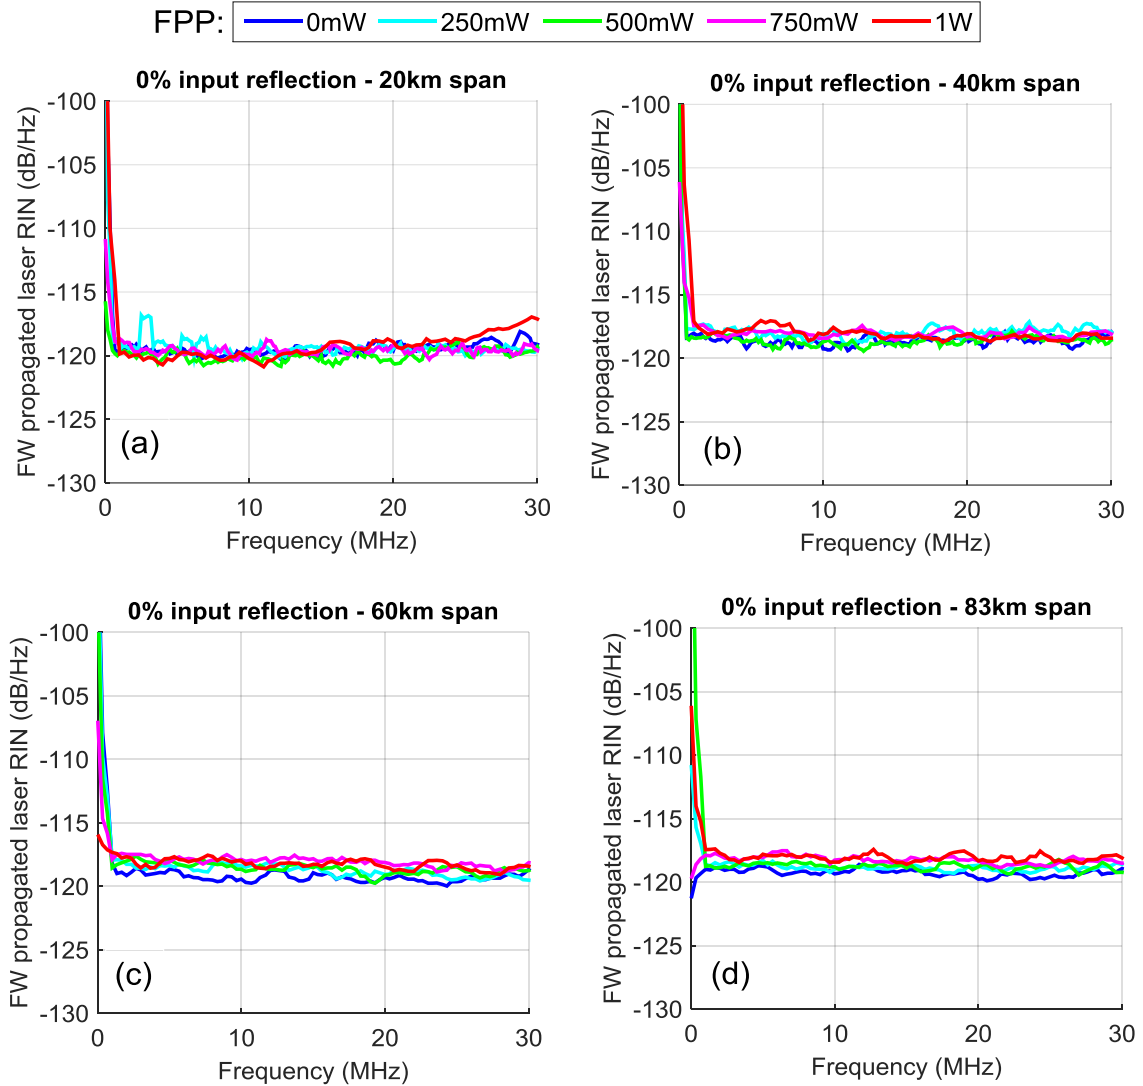 FPP: 0mW 250mW 500mW 750mW 1W
0% input reflection - 20km span
FW propagated laser RIN (dB/Hz)
-100
-105
-110
-115
-120
-125
-130
(a)
0 10 20 30
Frequency (MHz)
0% input reflection - 40km span
FW propagated laser RIN (dB/Hz)
-100
-105
-110
-115
-120
-125
-130
(b)
0 10 20 30
Frequency (MHz)
0% input reflection - 60km span
FW propagated laser RIN (dB/Hz)
-100
-105
-110
-115
-120
-125
-130
(c)
0 10 20 30
Frequency (MHz)
0% input reflection - 83km span
FW propagated laser RIN (dB/Hz)
-100
-105
-110
-115
-120
-125
-130
(d)
0 10 20 30
Frequency (MHz)